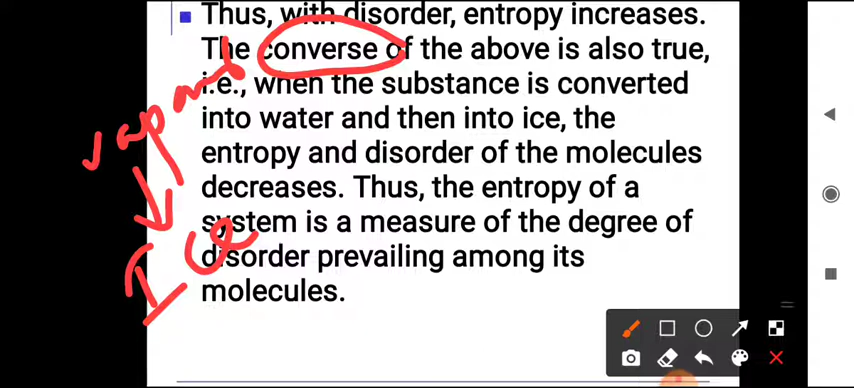 Thus, with disorder, entropy increases.
The converse of the above is also true,
i.e., when the substance is converted
into water and then into ice, the
entropy and disorder of the molecules
decreases. Thus, the entropy of a
system is a measure of the degree of
disorder prevailing among its
molecules.
Ice